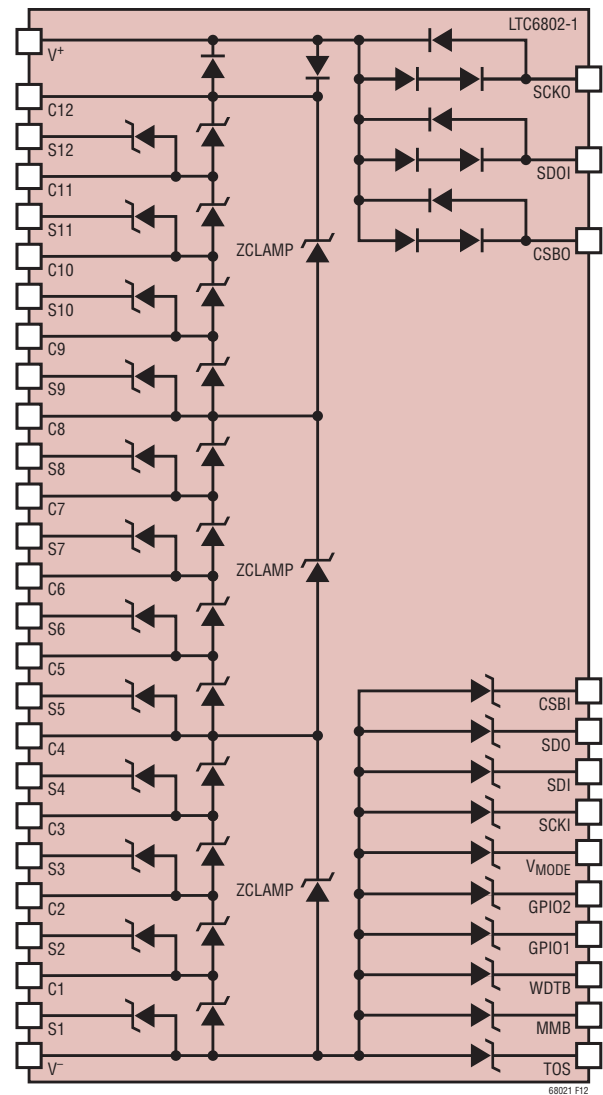 LTC6802-1
V+
SCKO
C12
S12
SDOI
C11
S11
ZCLAMP
CSBO
C10
S10
C9
S9
C8
S8
C7
S7
ZCLAMP
C6
S6
C5
S5
CSBI
C4
SDO
S4
SDI
C3
SCKI
S3
VMODE
C2
ZCLAMP
GPIO2
S2
GPIO1
C1
WDTB
S1
MMB
V−
TOS
68021 F12